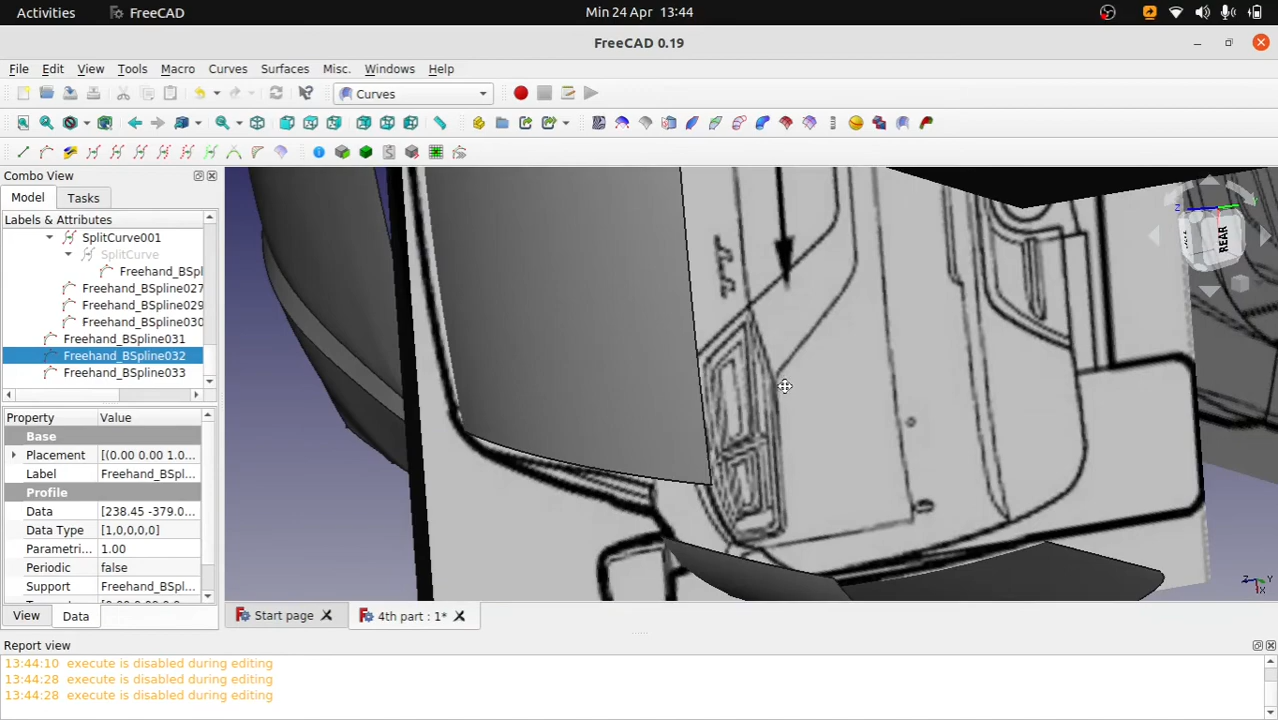 Activities
FreeCAD
Min 24 Apr 13:44
FreeCAD 0.19
File Edit View Tools Macro Curves Surfaces Misc. Windows Help
Curves
Combo View
Model Tasks
Labels & Attributes
SplitCurve001
SplitCurve
Freehand_BSpl
Freehand_BSpline027
Freehand_BSpline029
Freehand_BSpline030
Freehand_BSpline031
Freehand_BSpline032
Freehand_BSpline033
Property Value
Base
Placement [(0.00 0.00 1.0...
Label Freehand_BSpl...
Profile
Data [238.45 -379.0...
Data Type [1,0,0,0,0]
Parametri... 1.00
Periodic false
Support Freehand_BSpl...
View Data
REAR
Z
Y
Z
Y
X
Start page
4th part : 1*
Report view
13:44:10 execute is disabled during editing
13:44:28 execute is disabled during editing
13:44:28 execute is disabled during editing